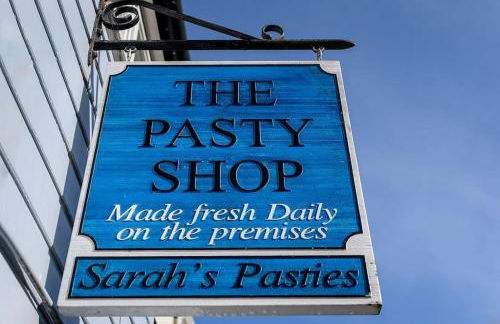 THE
PASTY
SHOP
Made fresh Daily
on the premises
Sarah's Pasties